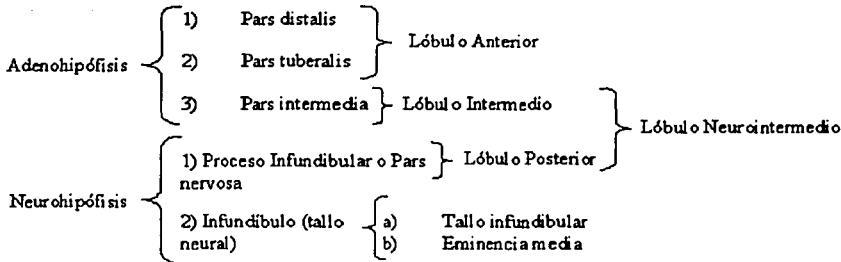 Adenohipófisis
1) Pars distalis
2) Pars tuberalis
Lóbulo Anterior
3) Pars intermedia
Lóbulo Intermedio
Lóbulo Neurointermedio
Neurohipófisis
1) Proceso Infundibular o Pars
nervosa
Lóbulo Posterior
2) Infundíbulo (tallo
neural)
a) Tallo infundibular
b) Eminencia media